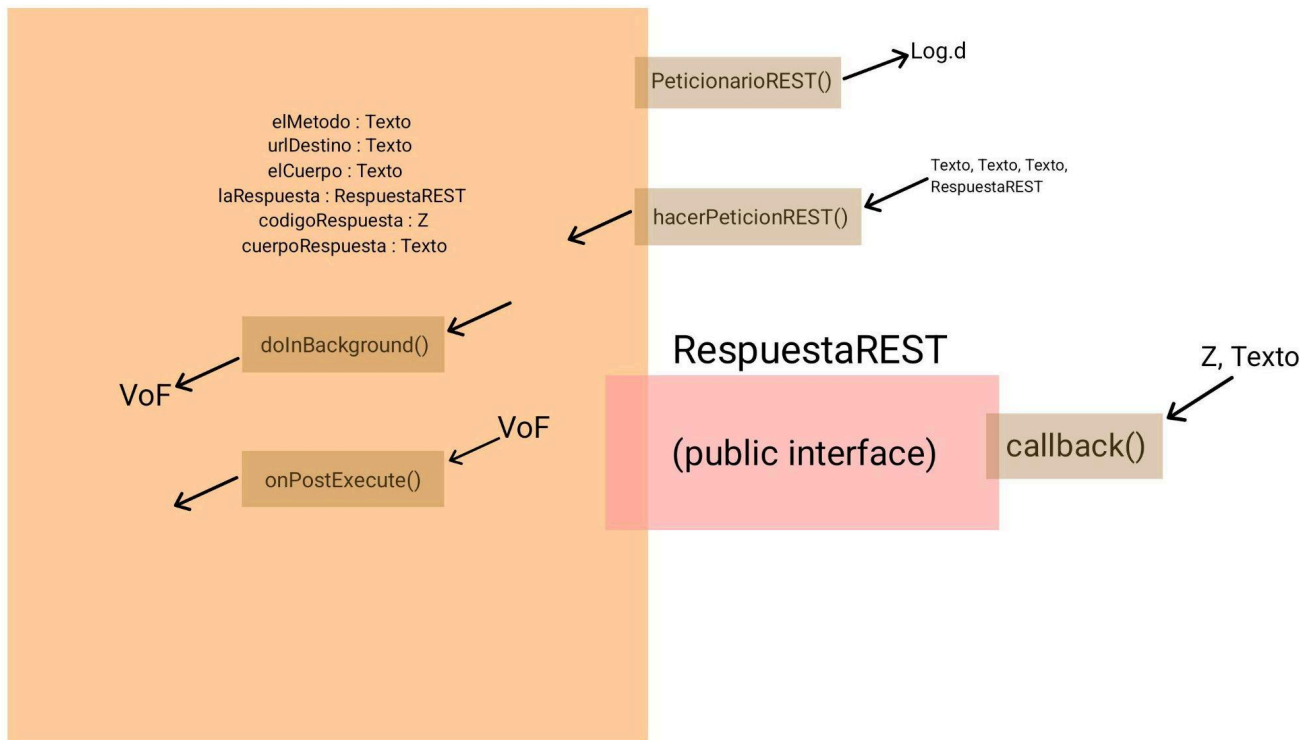 PeticionarioREST()
Log.d
elMetodo : Texto
urlDestino : Texto
elCuerpo : Texto
laRespuesta : RespuestaREST
codigoRespuesta : Z
cuerpoRespuesta : Texto
Texto, Texto, Texto,
RespuestaREST
hacerPeticionREST()
doInBackground()
VoF
VoF
onPostExecute()
RespuestaREST
(public interface)
Z, Texto
callback()